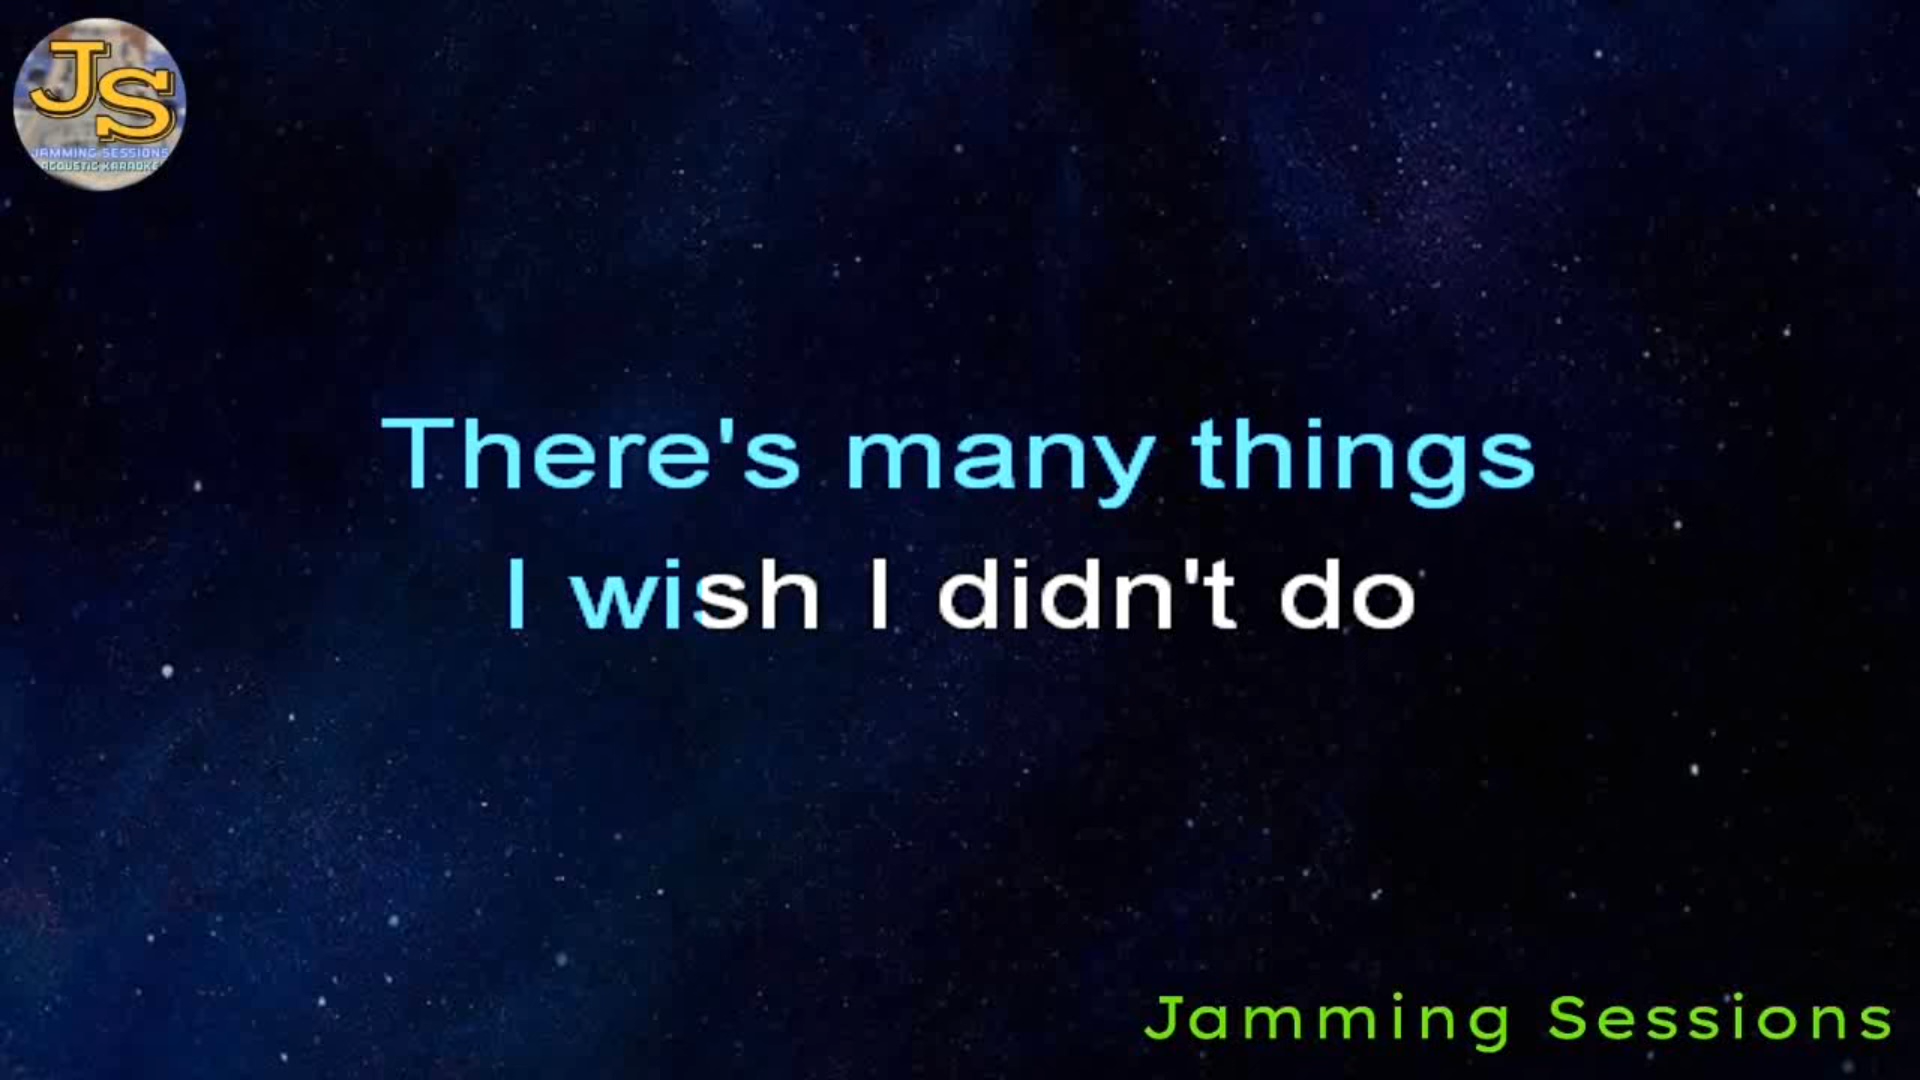 JS
JAMMING SESSIONS
ACOUSTIC KARAOKE
There's many things
I wish I didn't do
Jamming Sessions